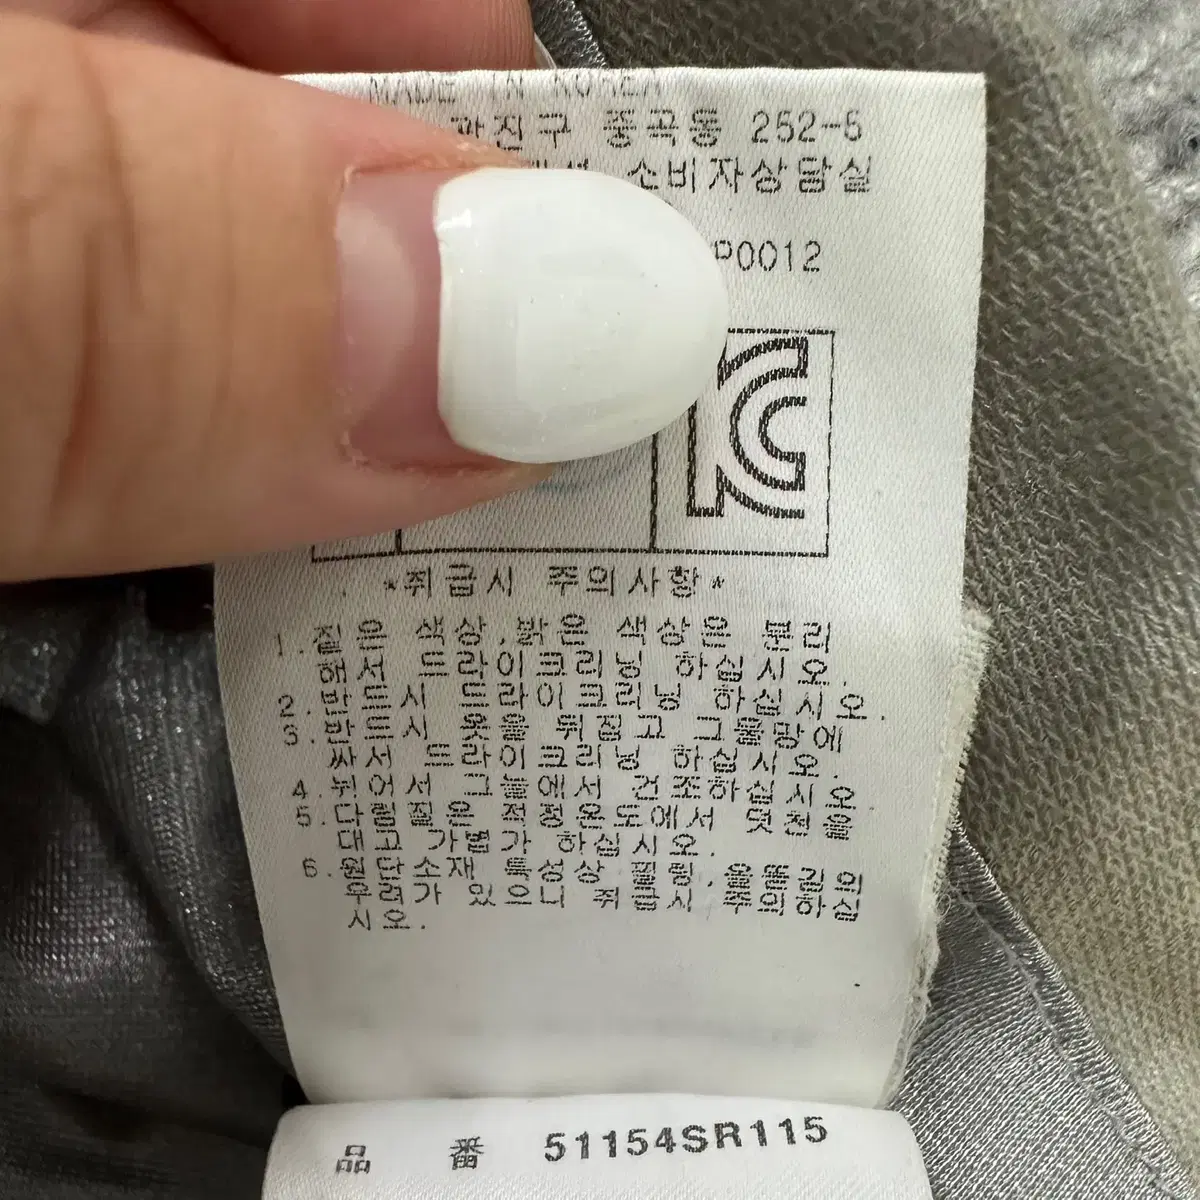 MADE IN KOREA
광진구 중곡동 252-5
소비자상담실
P0012
*취급시 주의사항*
1.짙은 색상,밝은 색상은 분리
해서 드라이크리닝 하십시오.
2.반드시 드라이크리닝 하십시오.
3.반드시 옷을 뒤집고 그물망에
싸서 드라이크리닝 하십시오.
4.뉘어서 그늘에서 건조하십시오
5.다림질은 적정온도에서 덧천을
대고 가볍가 하십시오.
6.원단소재 특성상 필링,올뜯김의
우려가 있으니 취급시 주의하십
시오.
品 番 51154SR115